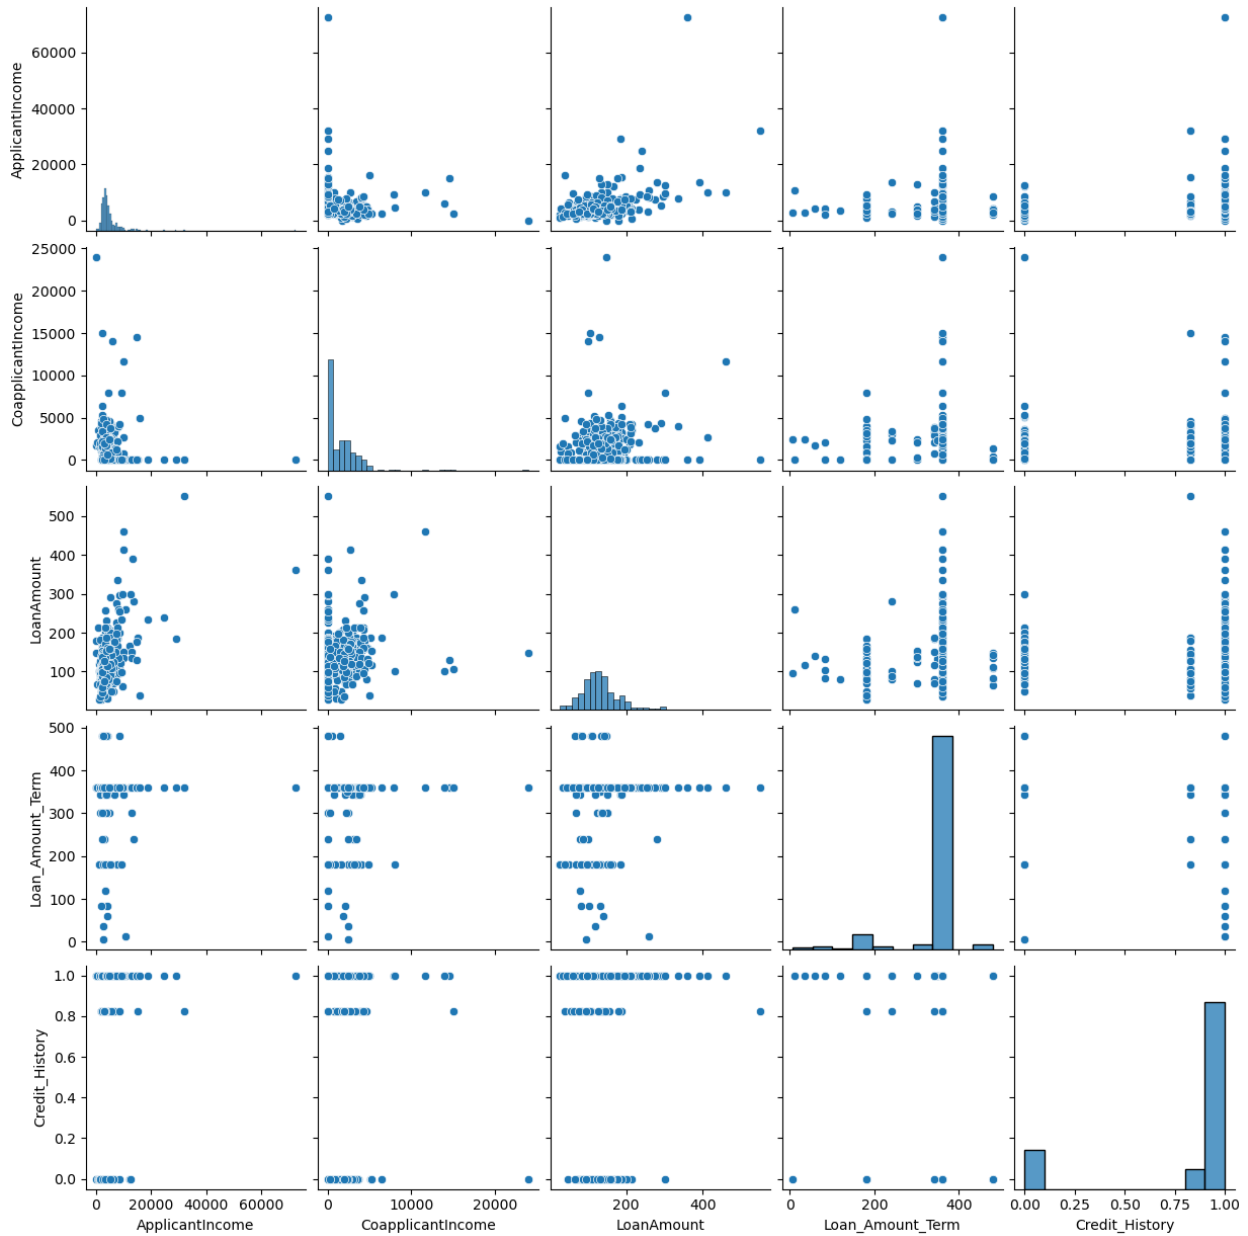 ApplicantIncome
60000
40000
20000
0
CoapplicantIncome
25000
20000
15000
10000
5000
0
LoanAmount
500
400
300
200
100
Loan_Amount_Term
500
400
300
200
100
0
Credit_History
1.0
0.8
0.6
0.4
0.2
0.0
0 20000 40000 60000
0 10000 20000
200 400
0 200 400
0.00 0.25 0.50 0.75 1.00
ApplicantIncome CoapplicantIncome LoanAmount Loan_Amount_Term Credit_History